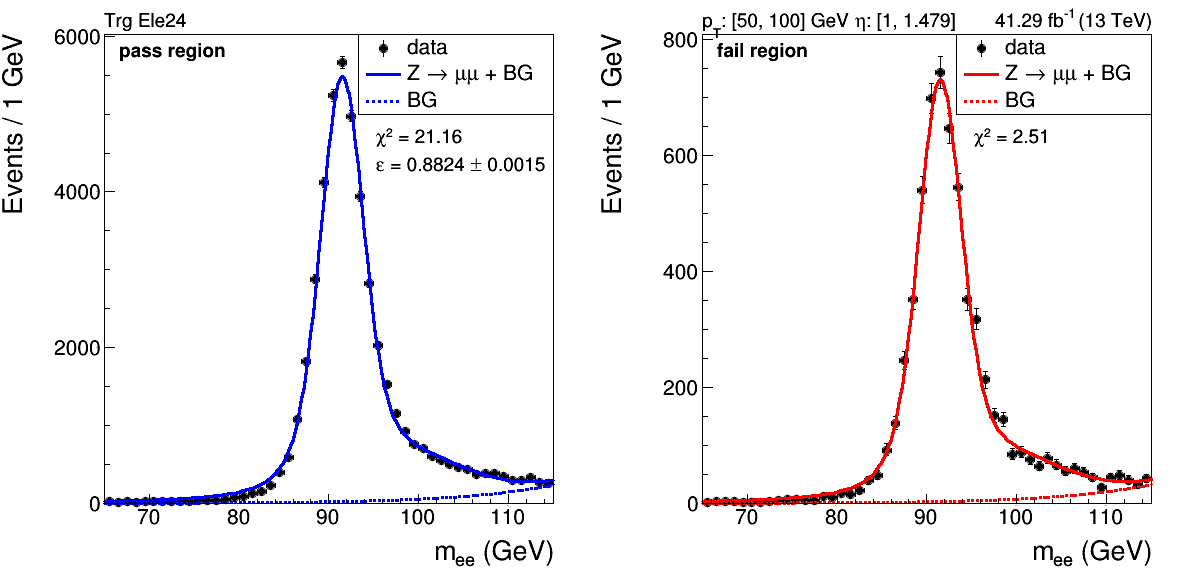 Trg Ele24
pass region
data
Z → μμ + BG
BG
χ² = 21.16
ε = 0.8824 ± 0.0015
Events / 1 GeV
6000
4000
2000
0
70 80 90 100 110
m_ee (GeV)
p_T: [50, 100] GeV η: [1, 1.479] 41.29 fb⁻¹ (13 TeV)
fail region
data
Z → μμ + BG
BG
χ² = 2.51
Events / 1 GeV
800
600
400
200
0
70 80 90 100 110
m_ee (GeV)